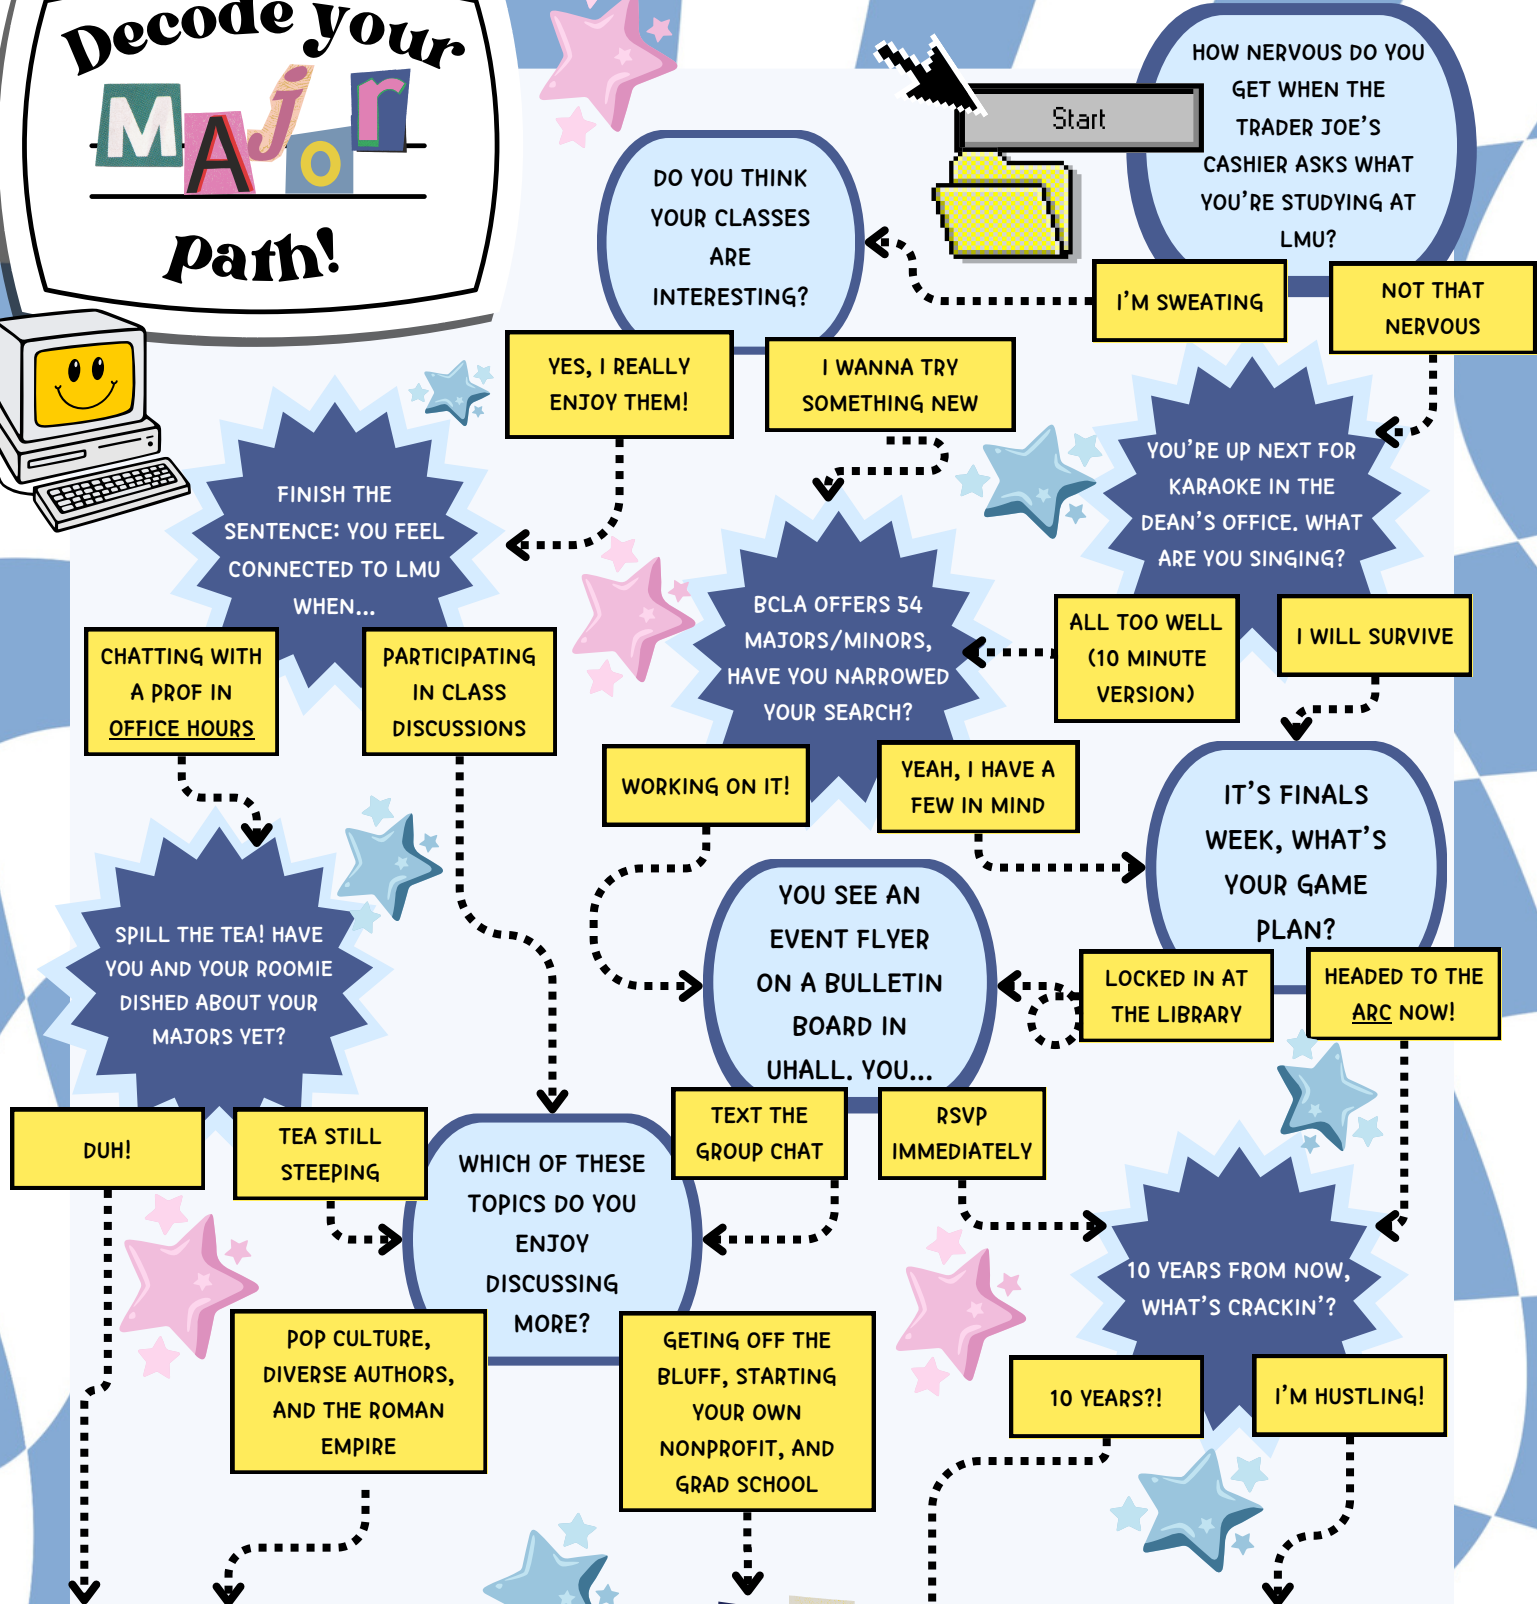 Decode your
MAJOR
path!
Start
HOW NERVOUS DO YOU
GET WHEN THE
TRADER JOE'S
CASHIER ASKS WHAT
YOU'RE STUDYING AT
LMU?
I'M SWEATING
NOT THAT
NERVOUS
DO YOU THINK
YOUR CLASSES
ARE
INTERESTING?
YES, I REALLY
ENJOY THEM!
I WANNA TRY
SOMETHING NEW
YOU'RE UP NEXT FOR
KARAOKE IN THE
DEAN'S OFFICE. WHAT
ARE YOU SINGING?
ALL TOO WELL
(10 MINUTE
VERSION)
I WILL SURVIVE
FINISH THE
SENTENCE: YOU FEEL
CONNECTED TO LMU
WHEN...
CHATTING WITH
A PROF IN
OFFICE HOURS
PARTICIPATING
IN CLASS
DISCUSSIONS
BCLA OFFERS 54
MAJORS/MINORS,
HAVE YOU NARROWED
YOUR SEARCH?
WORKING ON IT!
YEAH, I HAVE A
FEW IN MIND
IT'S FINALS
WEEK, WHAT'S
YOUR GAME
PLAN?
LOCKED IN AT
THE LIBRARY
HEADED TO THE
ARC NOW!
YOU SEE AN
EVENT FLYER
ON A BULLETIN
BOARD IN
UHALL. YOU...
TEXT THE
GROUP CHAT
RSVP
IMMEDIATELY
SPILL THE TEA! HAVE
YOU AND YOUR ROOMIE
DISHED ABOUT YOUR
MAJORS YET?
DUH!
TEA STILL
STEEPING
WHICH OF THESE
TOPICS DO YOU
ENJOY
DISCUSSING
MORE?
POP CULTURE,
DIVERSE AUTHORS,
AND THE ROMAN
EMPIRE
GETING OFF THE
BLUFF, STARTING
YOUR OWN
NONPROFIT, AND
GRAD SCHOOL
10 YEARS FROM NOW,
WHAT'S CRACKIN'?
10 YEARS?!
I'M HUSTLING!